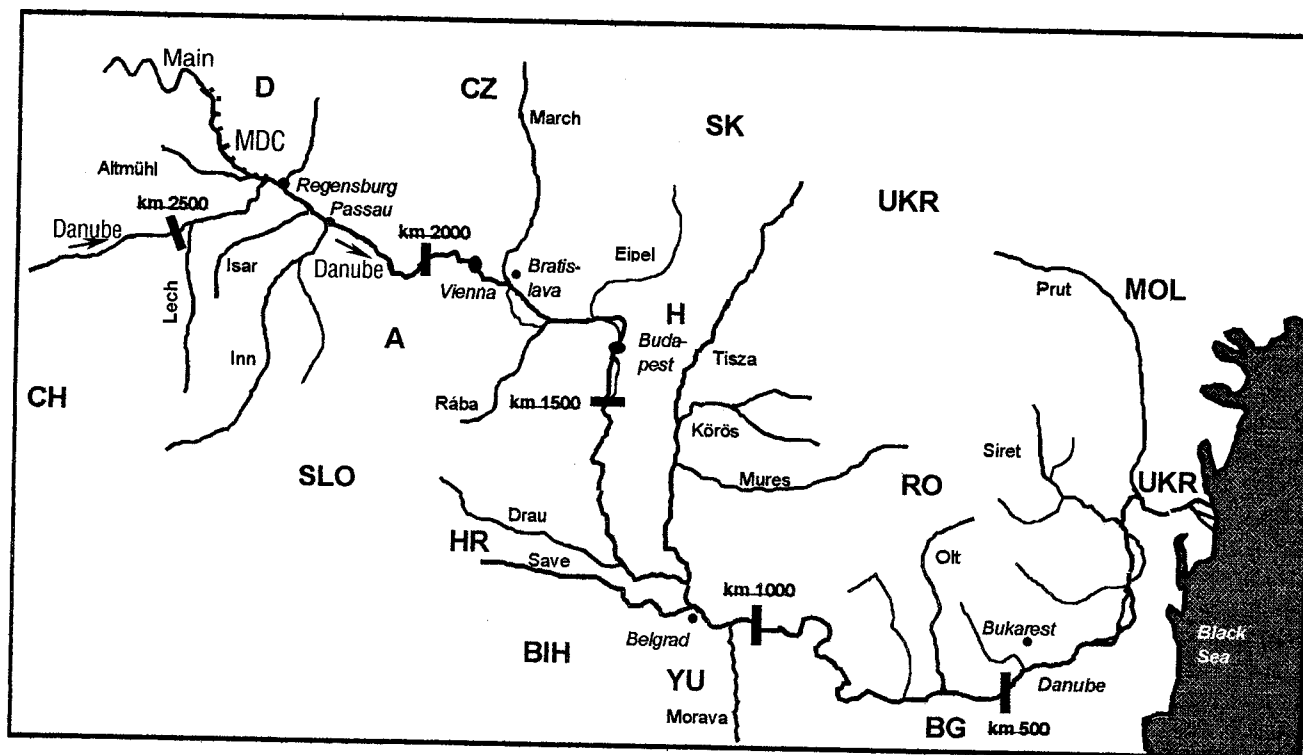 Main
D
CZ
March
SK
MDC
Altmühl
Regensburg
km 2500
Passau
UKR
Danube
km 2000
Isar
Danube
Vienna
Bratis-
lava
Eipel
Prut
MOL
Lech
A
H
Inn
Buda-
pest
Tisza
CH
Rába
km 1500
Körös
Siret
SLO
Mures
RO
UKR
Drau
HR
Save
Olt
km 1000
Belgrad
Bukarest
Black
Sea
BIH
YU
Danube
Morava
BG
km 500